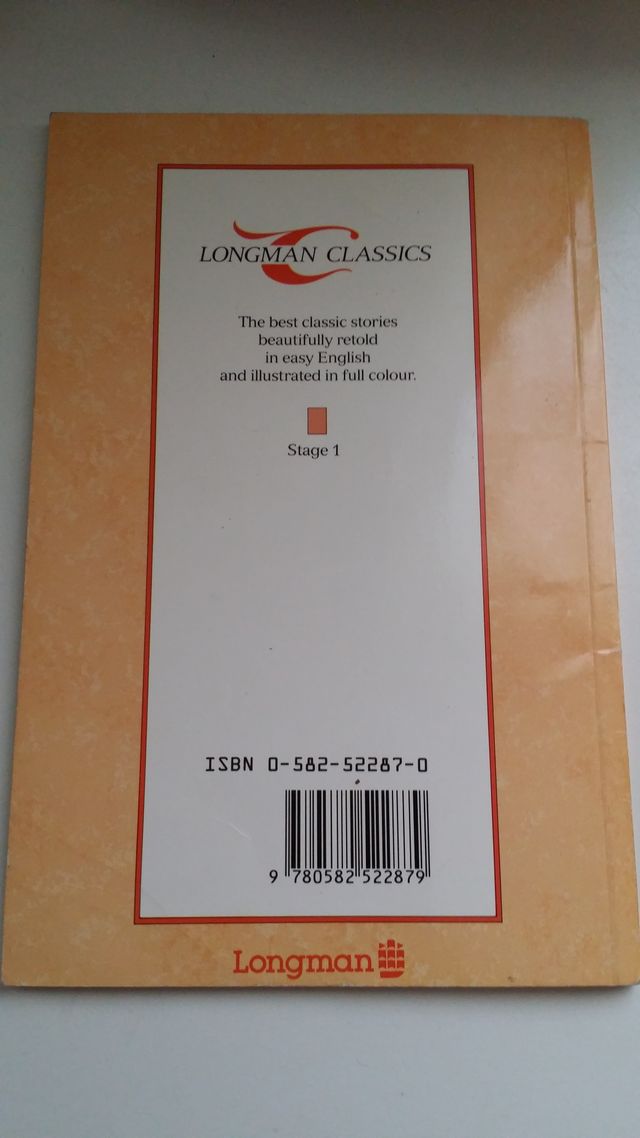 LONGMAN CLASSICS
The best classic stories
beautifully retold
in easy English
and illustrated in full colour.
Stage 1
ISBN 0-582-52287-0
9 780582 522879
Longman